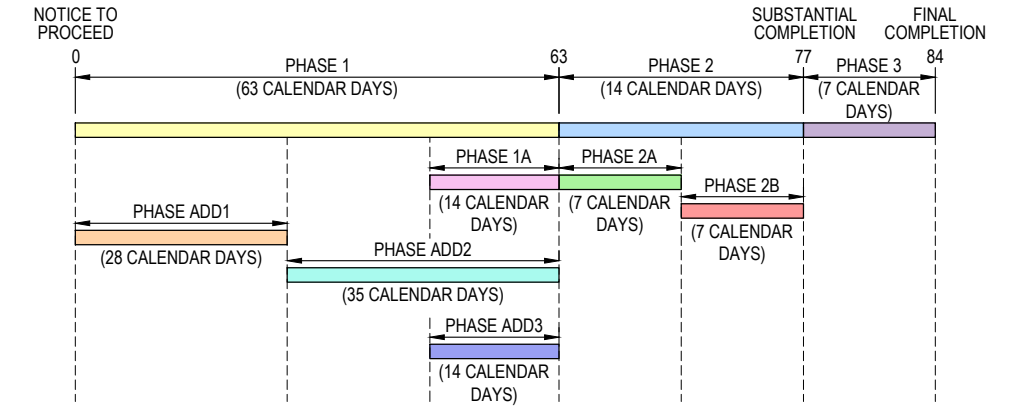 NOTICE TO
PROCEED
SUBSTANTIAL
COMPLETION
FINAL
COMPLETION
0
63
77
84
PHASE 1
(63 CALENDAR DAYS)
PHASE 2
(14 CALENDAR DAYS)
PHASE 3
(7 CALENDAR
DAYS)
PHASE 1A
(14 CALENDAR
DAYS)
PHASE 2A
(7 CALENDAR
DAYS)
PHASE 2B
(7 CALENDAR
DAYS)
PHASE ADD1
(28 CALENDAR DAYS)
PHASE ADD2
(35 CALENDAR DAYS)
PHASE ADD3
(14 CALENDAR
DAYS)